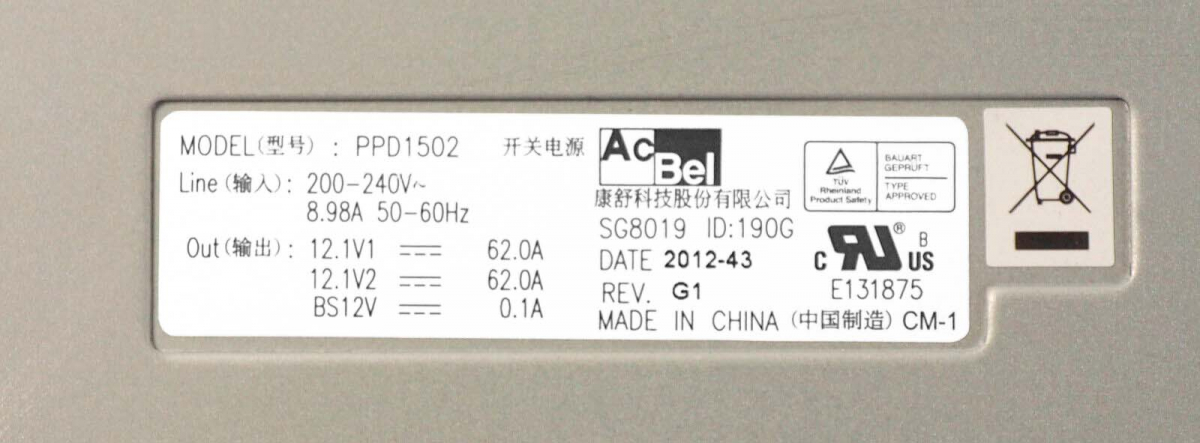 MODEL(型号) : PPD1502 开关电源
Line (输入) : 200-240V~
8.98A 50-60Hz
Out(输出) : 12.1V1 62.0A
12.1V2 62.0A
BS12V 0.1A
AcBel
康舒科技股份有限公司
SG8019 ID:190G
DATE 2012-43
REV. G1
MADE IN CHINA (中国制造) CM-1
TÜV
Rheinland
Product Safety
BAUART
GEPRÜFT
TYPE
APPROVED
C RU® US
B
E131875